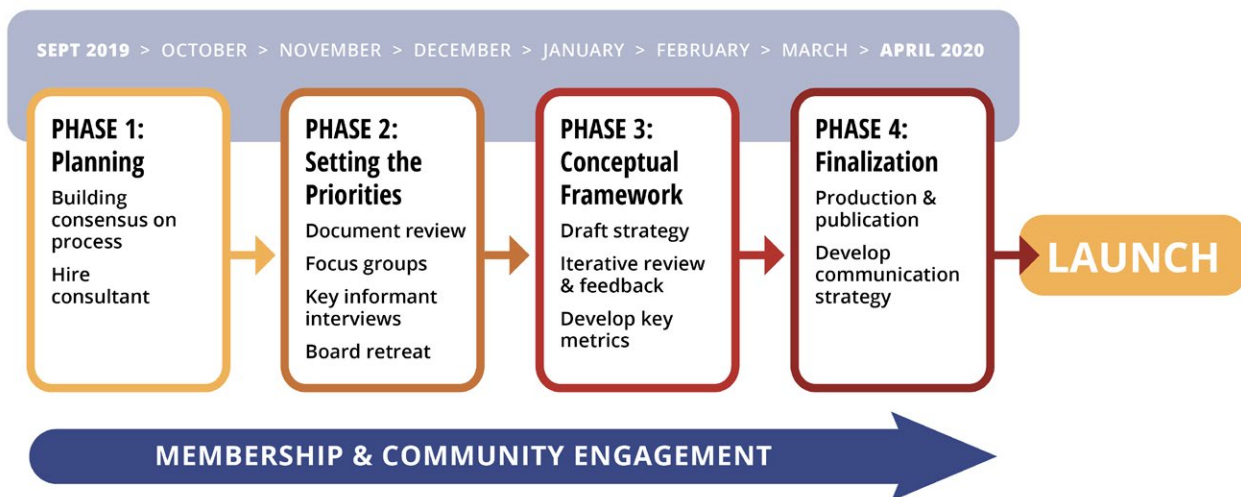 SEPT 2019 > OCTOBER > NOVEMBER > DECEMBER > JANUARY > FEBRUARY > MARCH > APRIL 2020
PHASE 1:
Planning
Building
consensus on
process
Hire
consultant
PHASE 2:
Setting the
Priorities
Document review
Focus groups
Key informant
interviews
Board retreat
PHASE 3:
Conceptual
Framework
Draft strategy
Iterative review
& feedback
Develop key
metrics
PHASE 4:
Finalization
Production &
publication
Develop
communication
strategy
LAUNCH
MEMBERSHIP & COMMUNITY ENGAGEMENT